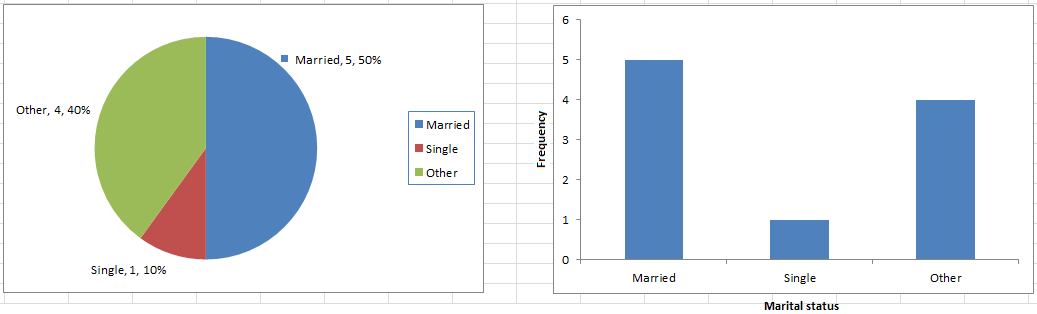 Married, 5, 50%
Other, 4, 40%
Single, 1, 10%
Married
Single
Other
6
5
4
3
2
1
0
Frequency
Married Single Other
Marital status